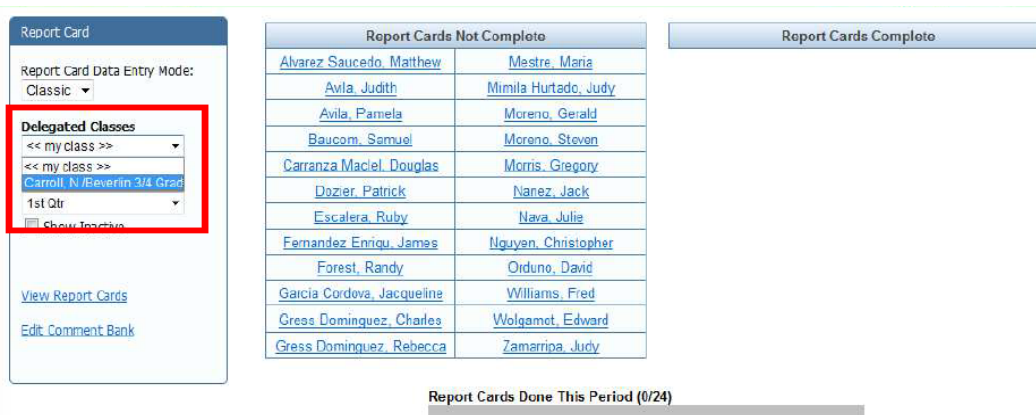 Report Card
Report Card Data Entry Mode:
Classic
Delegated Classes
<< my class >>
<< my class >>
Carroll, N /Beverlin 3/4 Grad
1st Qtr
Show Inactive
View Report Cards
Edit Comment Bank
Report Cards Not Complete
Alvarez Saucedo, Matthew Mestre, Maria
Avila, Judith Mimila Hurtado, Judy
Avila, Pamela Moreno, Gerald
Baucom, Samuel Moreno, Steven
Carranza Maciel, Douglas Morris, Gregory
Dozier, Patrick Nanez, Jack
Escalera, Ruby Nava, Julie
Fernandez Enriqu, James Nguyen, Christopher
Forest, Randy Orduno, David
Garcia Cordova, Jacqueline Williams, Fred
Gress Dominguez, Charles Wolgamot, Edward
Gress Dominguez, Rebecca Zamarripa, Judy
Report Cards Complete
Report Cards Done This Period (0/24)